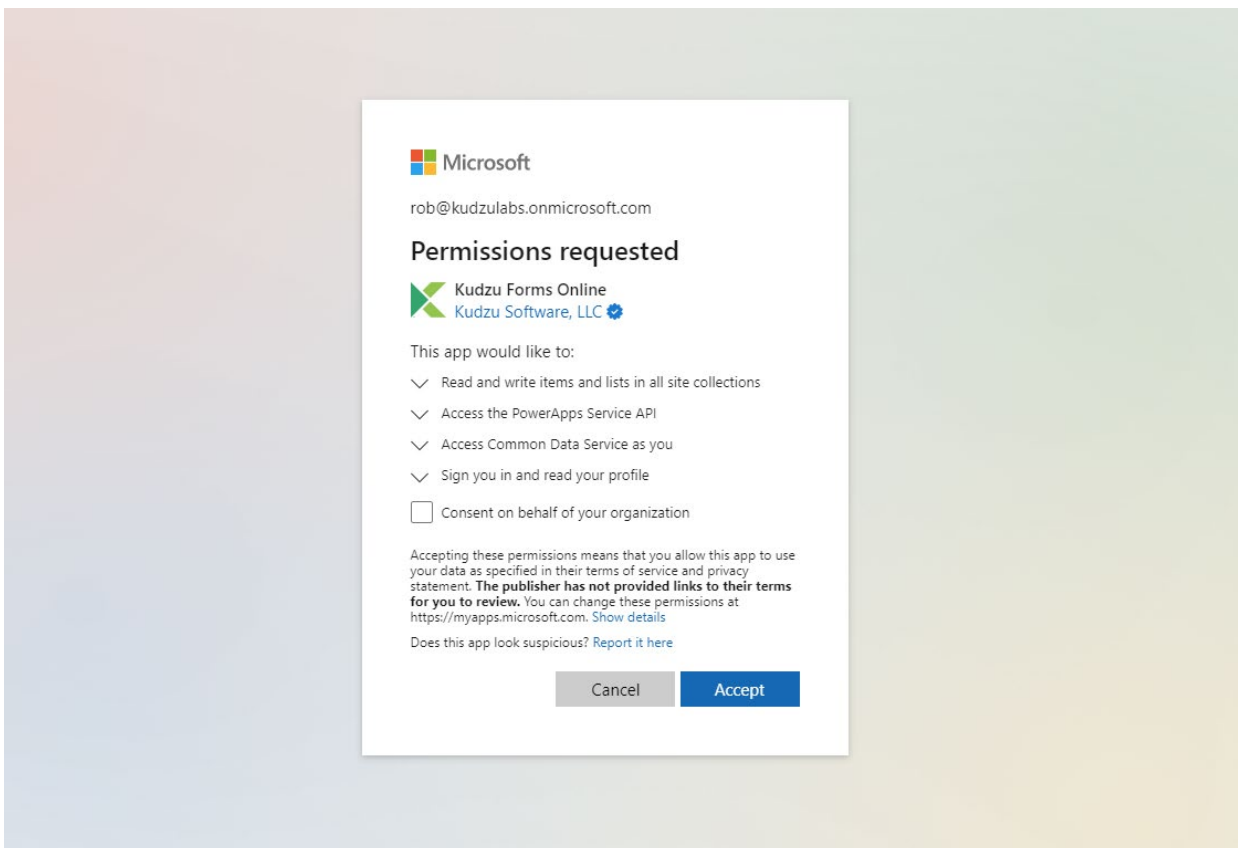 Microsoft
rob@kudzulabs.onmicrosoft.com
Permissions requested
Kudzu Forms Online
Kudzu Software, LLC
This app would like to:
Read and write items and lists in all site collections
Access the PowerApps Service API
Access Common Data Service as you
Sign you in and read your profile
Consent on behalf of your organization
Accepting these permissions means that you allow this app to use
your data as specified in their terms of service and privacy
statement. The publisher has not provided links to their terms
for you to review. You can change these permissions at
https://myapps.microsoft.com. Show details
Does this app look suspicious? Report it here
Cancel Accept